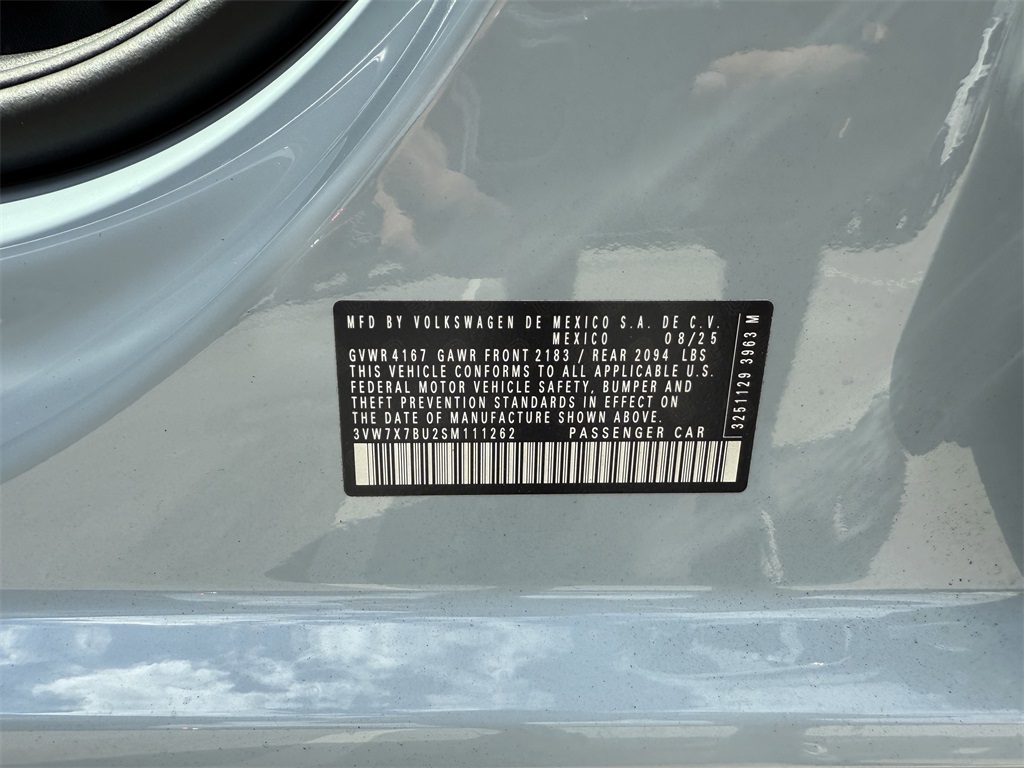 MFD BY VOLKSWAGEN DE MEXICO S.A. DE C.V.
MEXICO 08/25
GVWR 4167 GAWR FRONT 2183 / REAR 2094 LBS
THIS VEHICLE CONFORMS TO ALL APPLICABLE U.S.
FEDERAL MOTOR VEHICLE SAFETY, BUMPER AND
THEFT PREVENTION STANDARDS IN EFFECT ON
THE DATE OF MANUFACTURE SHOWN ABOVE.
3VW7X7BU2SM111262 PASSENGER CAR
3251129 3963 M